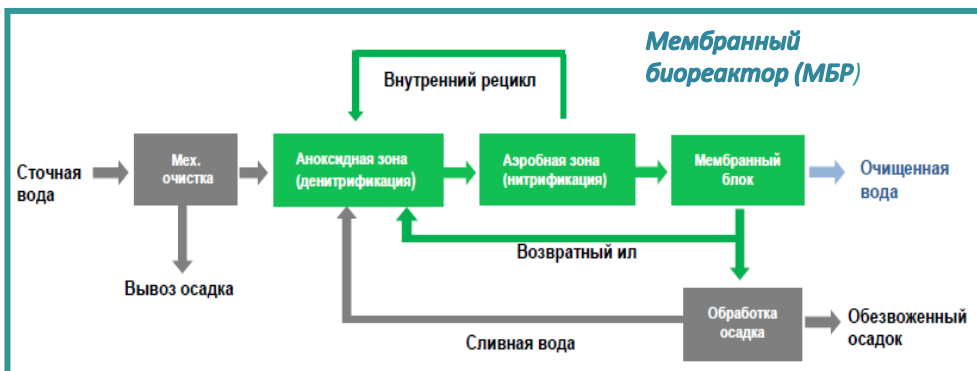 Мембранный
биореактор (МБР)
Внутренний рецикл
Сточная
вода
Мех.
очистка
Аноксидная зона
(денитрификация)
Аэробная зона
(нитрификация)
Мембранный
блок
Очищенная
вода
Возвратный ил
Вывоз осадка
Обработка
осадка
Обезвоженный
осадок
Сливная вода